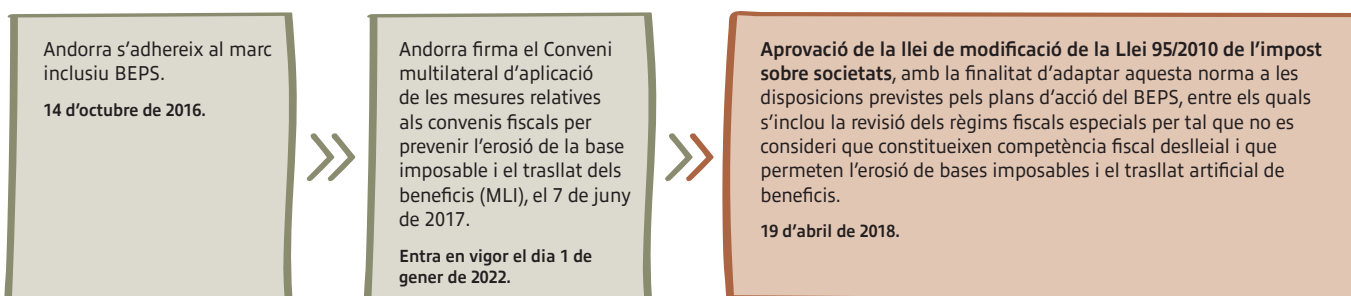 Andorra s’adhereix al marc
inclusiu BEPS.
14 d’octubre de 2016.
Andorra firma el Conveni
multilateral d’aplicació
de les mesures relatives
als convenis fiscals per
prevenir l’erosió de la base
imposable i el trasllat dels
beneficis (MLI), el 7 de juny
de 2017.
Entra en vigor el dia 1 de
gener de 2022.
Aprovació de la llei de modificació de la Llei 95/2010 de l’impost
sobre societats, amb la finalitat d’adaptar aquesta norma a les
disposicions previstes pels plans d’acció del BEPS, entre els quals
s’inclou la revisió dels règims fiscals especials per tal que no es
consideri que constitueixen competència fiscal deslleial i que
permeten l’erosió de bases imposables i el trasllat artificial de
beneficis.
19 d’abril de 2018.